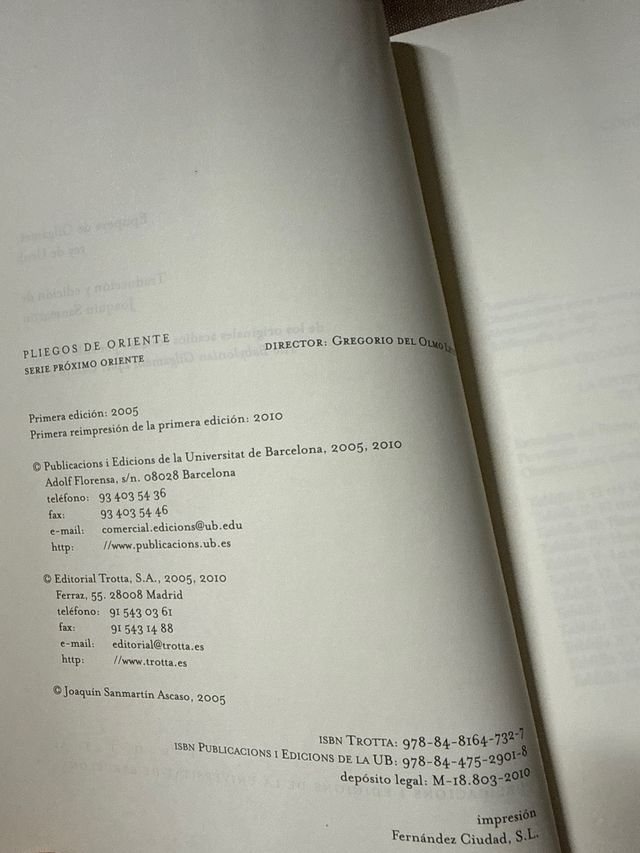 PLIEGOS DE ORIENTE
SERIE PRÓXIMO ORIENTE
DIRECTOR: GREGORIO DEL OLMO
Primera edición: 2005
Primera reimpresión de la primera edición: 2010
© Publicacions i Edicions de la Universitat de Barcelona, 2005, 2010
Adolf Florensa, s/n. 08028 Barcelona
teléfono: 93 403 54 36
fax: 93 403 54 46
e-mail: comercial.edicions@ub.edu
http: //www.publicacions.ub.es
© Editorial Trotta, S.A., 2005, 2010
Ferraz, 55. 28008 Madrid
teléfono: 91 543 03 61
fax: 91 543 14 88
e-mail: editorial@trotta.es
http: //www.trotta.es
© Joaquín Sanmartín Ascaso, 2005
ISBN TROTTA: 978-84-8164-732-7
ISBN PUBLICACIONS I EDICIONS DE LA UB: 978-84-475-2901-8
depósito legal: M-18.803-2010
impresión
Fernández Ciudad, S.L.